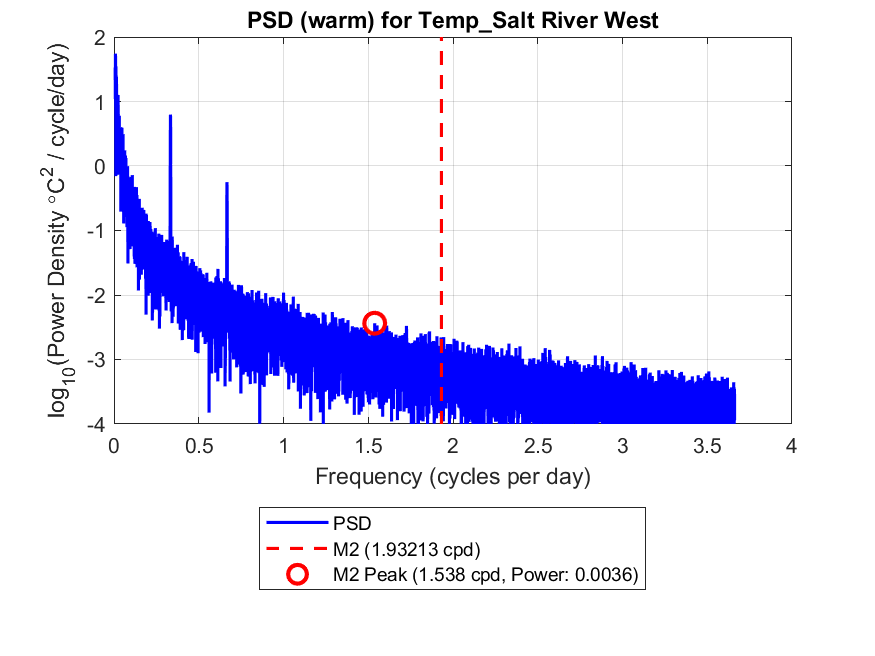 PSD (warm) for Temp_Salt River West
log10(Power Density °C2 / cycle/day)
2
1
0
-1
-2
-3
-4
0 0.5 1 1.5 2 2.5 3 3.5 4
Frequency (cycles per day)
PSD
M2 (1.93213 cpd)
M2 Peak (1.538 cpd, Power: 0.0036)